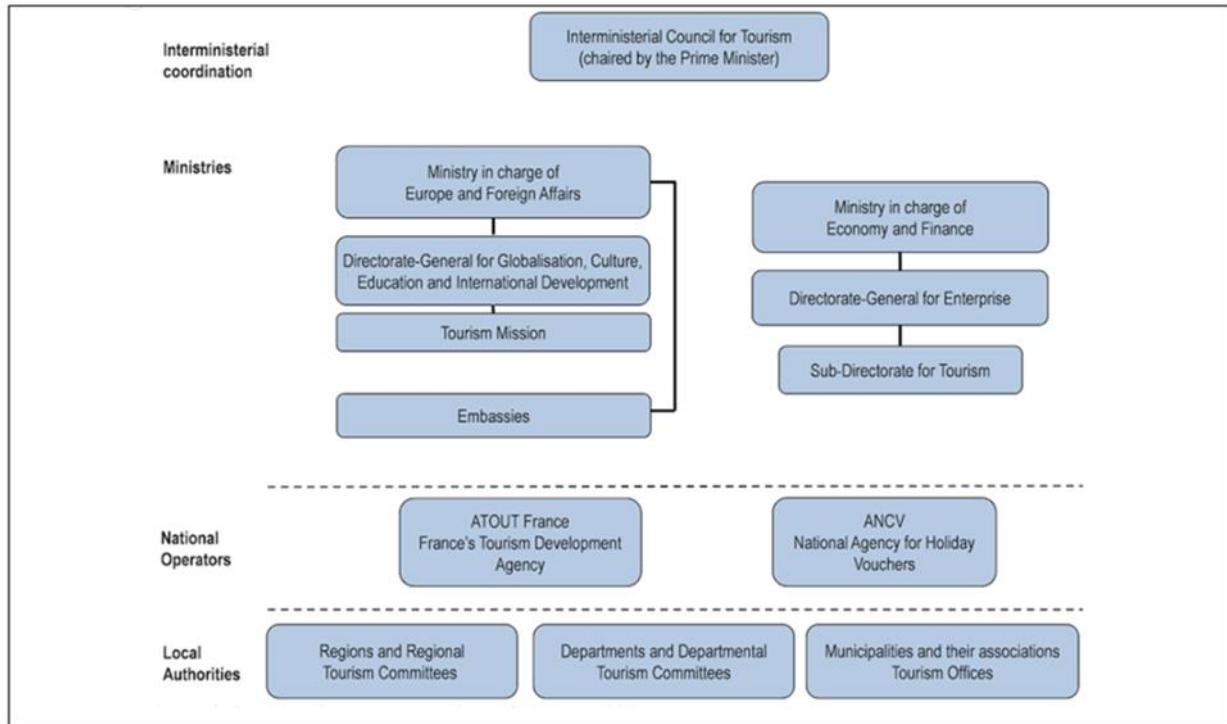 Interministerial
coordination
Interministerial Council for Tourism
(chaired by the Prime Minister)
Ministries
Ministry in charge of
Europe and Foreign Affairs
Directorate-General for Globalisation, Culture,
Education and International Development
Tourism Mission
Embassies
Ministry in charge of
Economy and Finance
Directorate-General for Enterprise
Sub-Directorate for Tourism
National
Operators
ATOUT France
France's Tourism Development
Agency
ANCV
National Agency for Holiday
Vouchers
Local
Authorities
Regions and Regional
Tourism Committees
Departments and Departmental
Tourism Committees
Municipalities and their associations
Tourism Offices